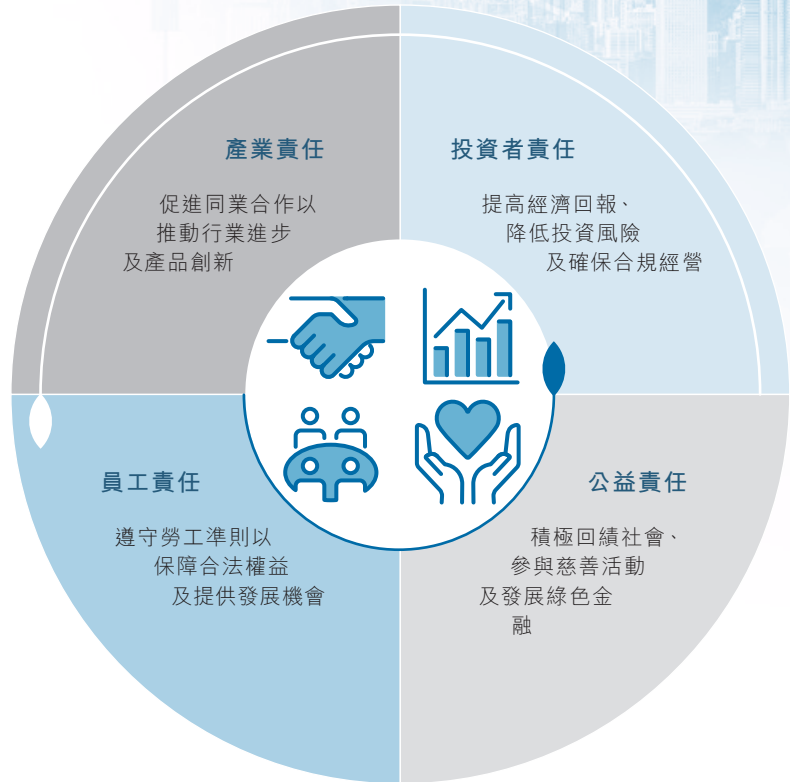 產業責任
促進同業合作以
推動行業進步
及產品創新
投資者責任
提高經濟回報、
降低投資風險
及確保合規經營
員工責任
遵守勞工準則以
保障合法權益
及提供發展機會
公益責任
積極回績社會、
參與慈善活動
及發展綠色金
融